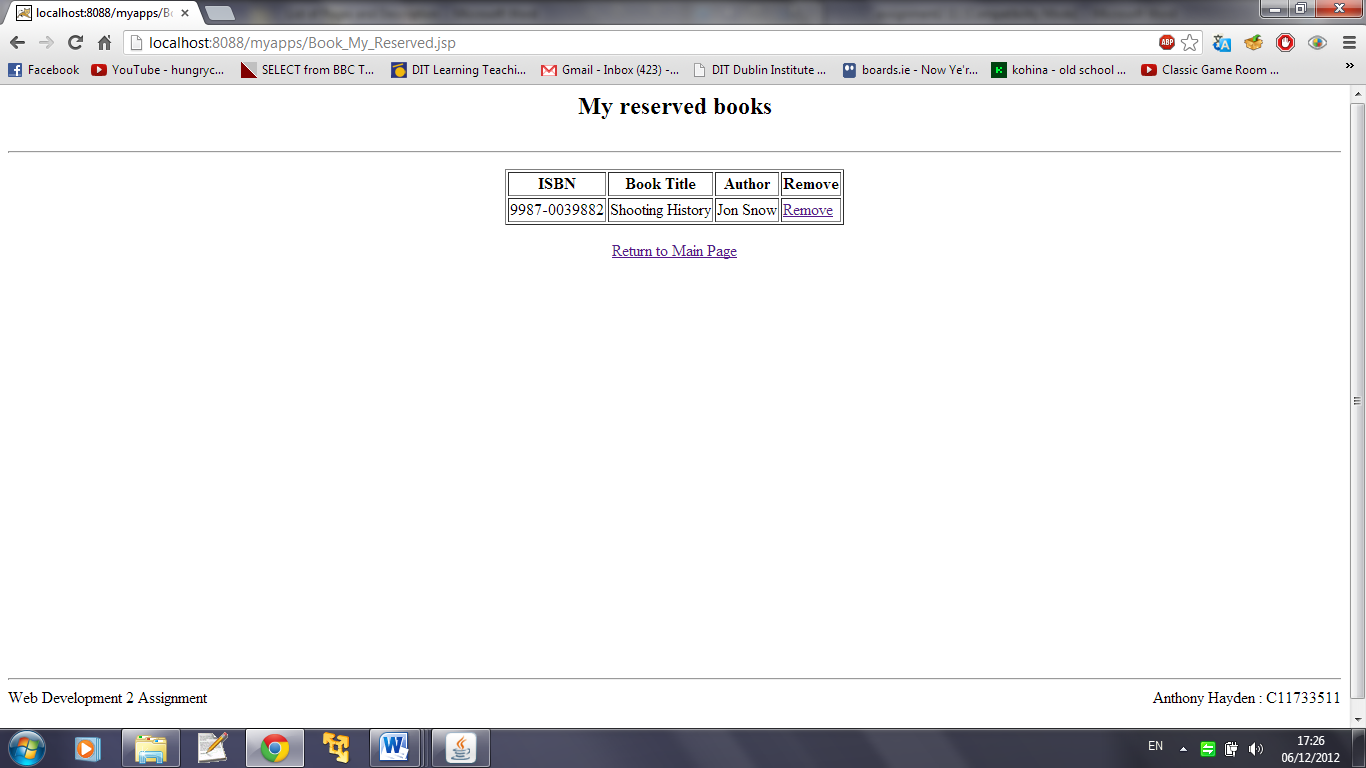 localhost:8088/myapps/Bo
localhost:8088/myapps/Book_My_Reserved.jsp
ABP
Facebook
YouTube - hungryc...
SELECT from BBC T...
DIT Learning Teachi...
Gmail - Inbox (423) -...
DIT Dublin Institute ...
boards.ie - Now Ye'r...
kohina - old school ...
Classic Game Room ...
»
My reserved books
ISBN Book Title Author Remove
9987-0039882 Shooting History Jon Snow Remove
Return to Main Page
Web Development 2 Assignment
Anthony Hayden : C11733511
EN
17:26
06/12/2012